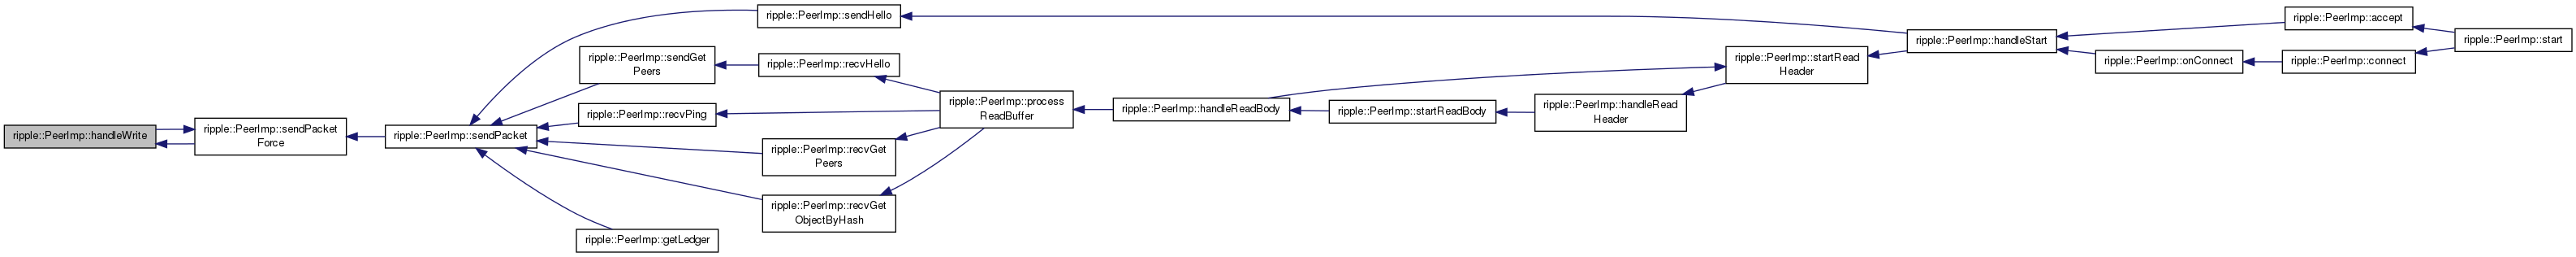 ripple::PeerImp::handleWrite
ripple::PeerImp::sendPacket
Force
ripple::PeerImp::sendPacket
ripple::PeerImp::sendHello
ripple::PeerImp::sendGet
Peers
ripple::PeerImp::recvHello
ripple::PeerImp::recvPing
ripple::PeerImp::recvGet
Peers
ripple::PeerImp::recvGet
ObjectByHash
ripple::PeerImp::getLedger
ripple::PeerImp::process
ReadBuffer
ripple::PeerImp::handleReadBody
ripple::PeerImp::startReadBody
ripple::PeerImp::handleRead
Header
ripple::PeerImp::startRead
Header
ripple::PeerImp::handleStart
ripple::PeerImp::accept
ripple::PeerImp::onConnect
ripple::PeerImp::connect
ripple::PeerImp::start